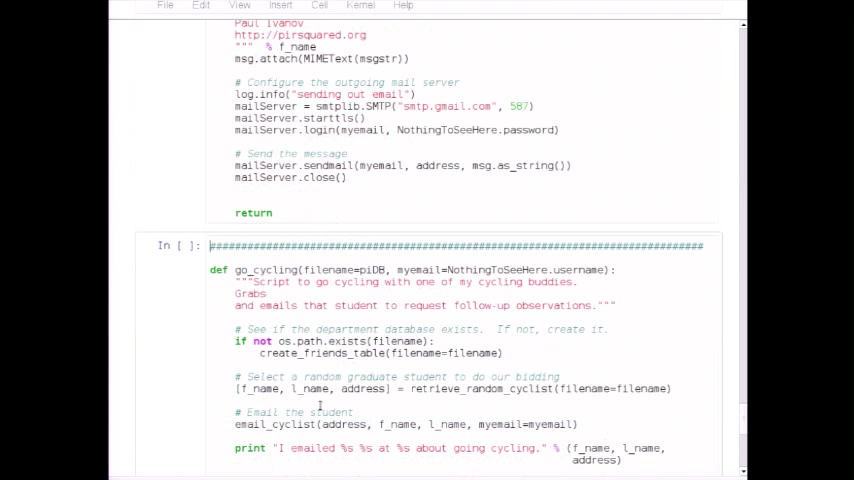 File Edit View Insert Cell Kernel Help
Paul Ivanov
http://pirsquared.org
""" % f_name
msg.attach(MIMEText(msgstr))
# Configure the outgoing mail server
log.info("sending out email")
mailServer = smtplib.SMTP("smtp.gmail.com", 587)
mailServer.starttls()
mailServer.login(myemail, NothingToSeeHere.password)
# Send the message
mailServer.sendmail(myemail, address, msg.as_string())
mailServer.close()
return
In [ ]: ################################################################################
def go_cycling(filename=piDB, myemail=NothingToSeeHere.username):
"""Script to go cycling with one of my cycling buddies.
Grabs
and emails that student to request follow-up observations."""
# See if the department database exists.  If not, create it.
if not os.path.exists(filename):
create_friends_table(filename=filename)
# Select a random graduate student to do our bidding
[f_name, l_name, address] = retrieve_random_cyclist(filename=filename)
# Email the student
email_cyclist(address, f_name, l_name, myemail=myemail)
print "I emailed %s %s at %s about going cycling." % (f_name, l_name,
address)